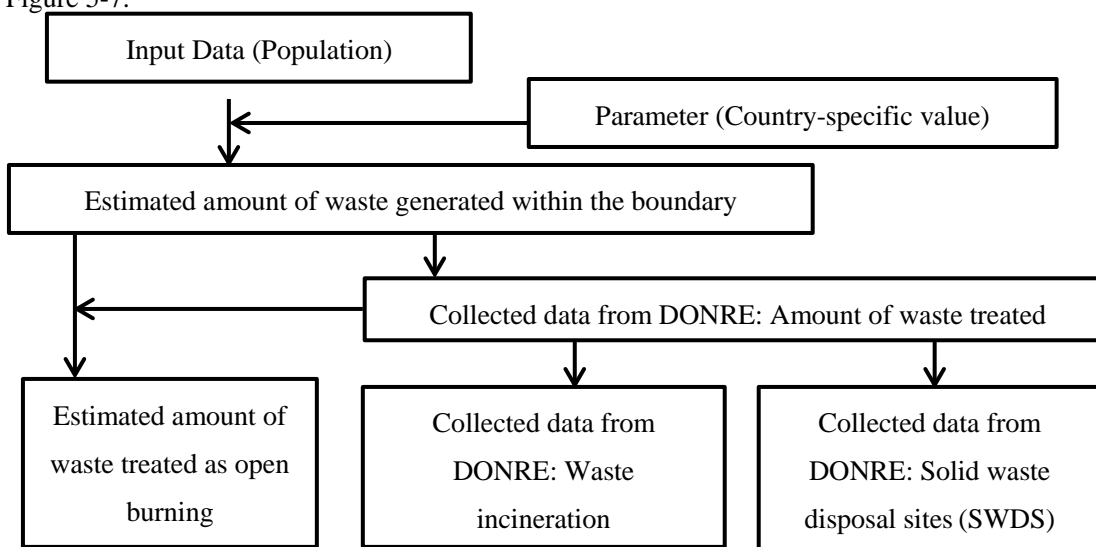 Figure 3-7.
Input Data (Population)
Parameter (Country-specific value)
Estimated amount of waste generated within the boundary
Collected data from DONRE: Amount of waste treated
Estimated amount of
waste treated as open
burning
Collected data from
DONRE: Waste
incineration
Collected data from
DONRE: Solid waste
disposal sites (SWDS)